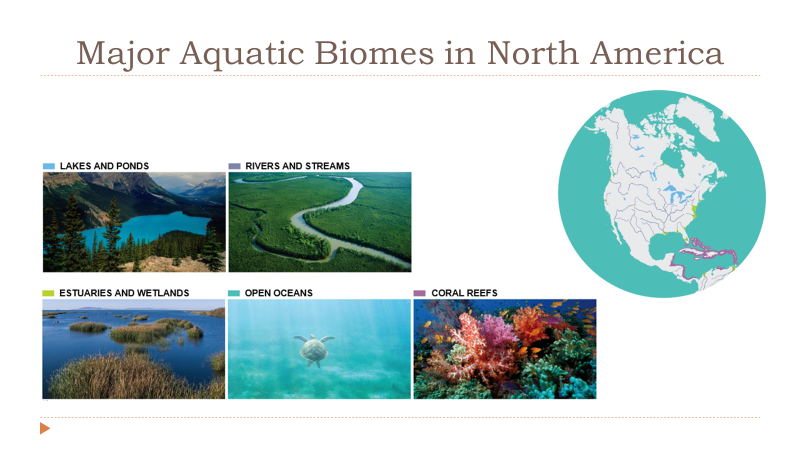 Major Aquatic Biomes in North America
LAKES AND PONDS
RIVERS AND STREAMS
ESTUARIES AND WETLANDS
OPEN OCEANS
CORAL REEFS